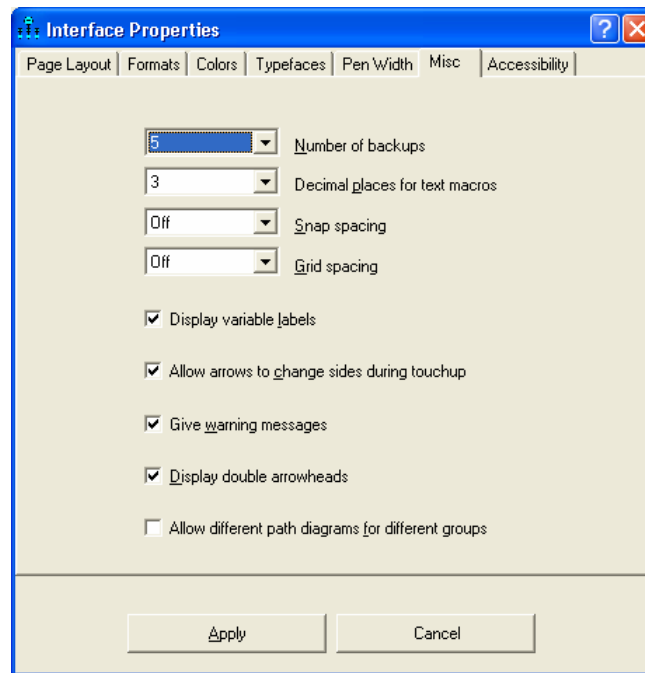 Interface Properties
Page Layout Formats Colors Typefaces Pen Width Misc Accessibility
5 Number of backups
3 Decimal places for text macros
Off Snap spacing
Off Grid spacing
Display variable labels
Allow arrows to change sides during touchup
Give warning messages
Display double arrowheads
Allow different path diagrams for different groups
Apply Cancel